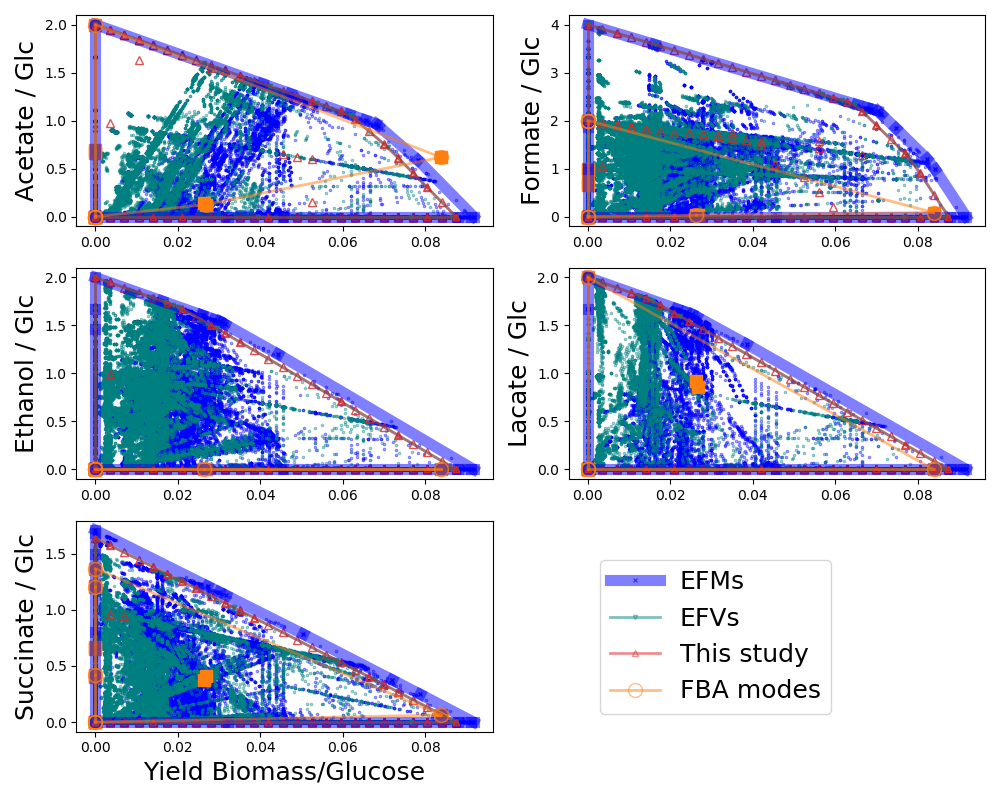 Acetate / Glc
2.0
1.5
1.0
0.5
0.0
0.00 0.02 0.04 0.06 0.08
Formate / Glc
4
3
2
1
0
0.00 0.02 0.04 0.06 0.08
Ethanol / Glc
2.0
1.5
1.0
0.5
0.0
0.00 0.02 0.04 0.06 0.08
Lacate / Glc
2.0
1.5
1.0
0.5
0.0
0.00 0.02 0.04 0.06 0.08
Succinate / Glc
1.5
1.0
0.5
0.0
0.00 0.02 0.04 0.06 0.08
Yield Biomass/Glucose
EFMs
EFVs
This study
FBA modes